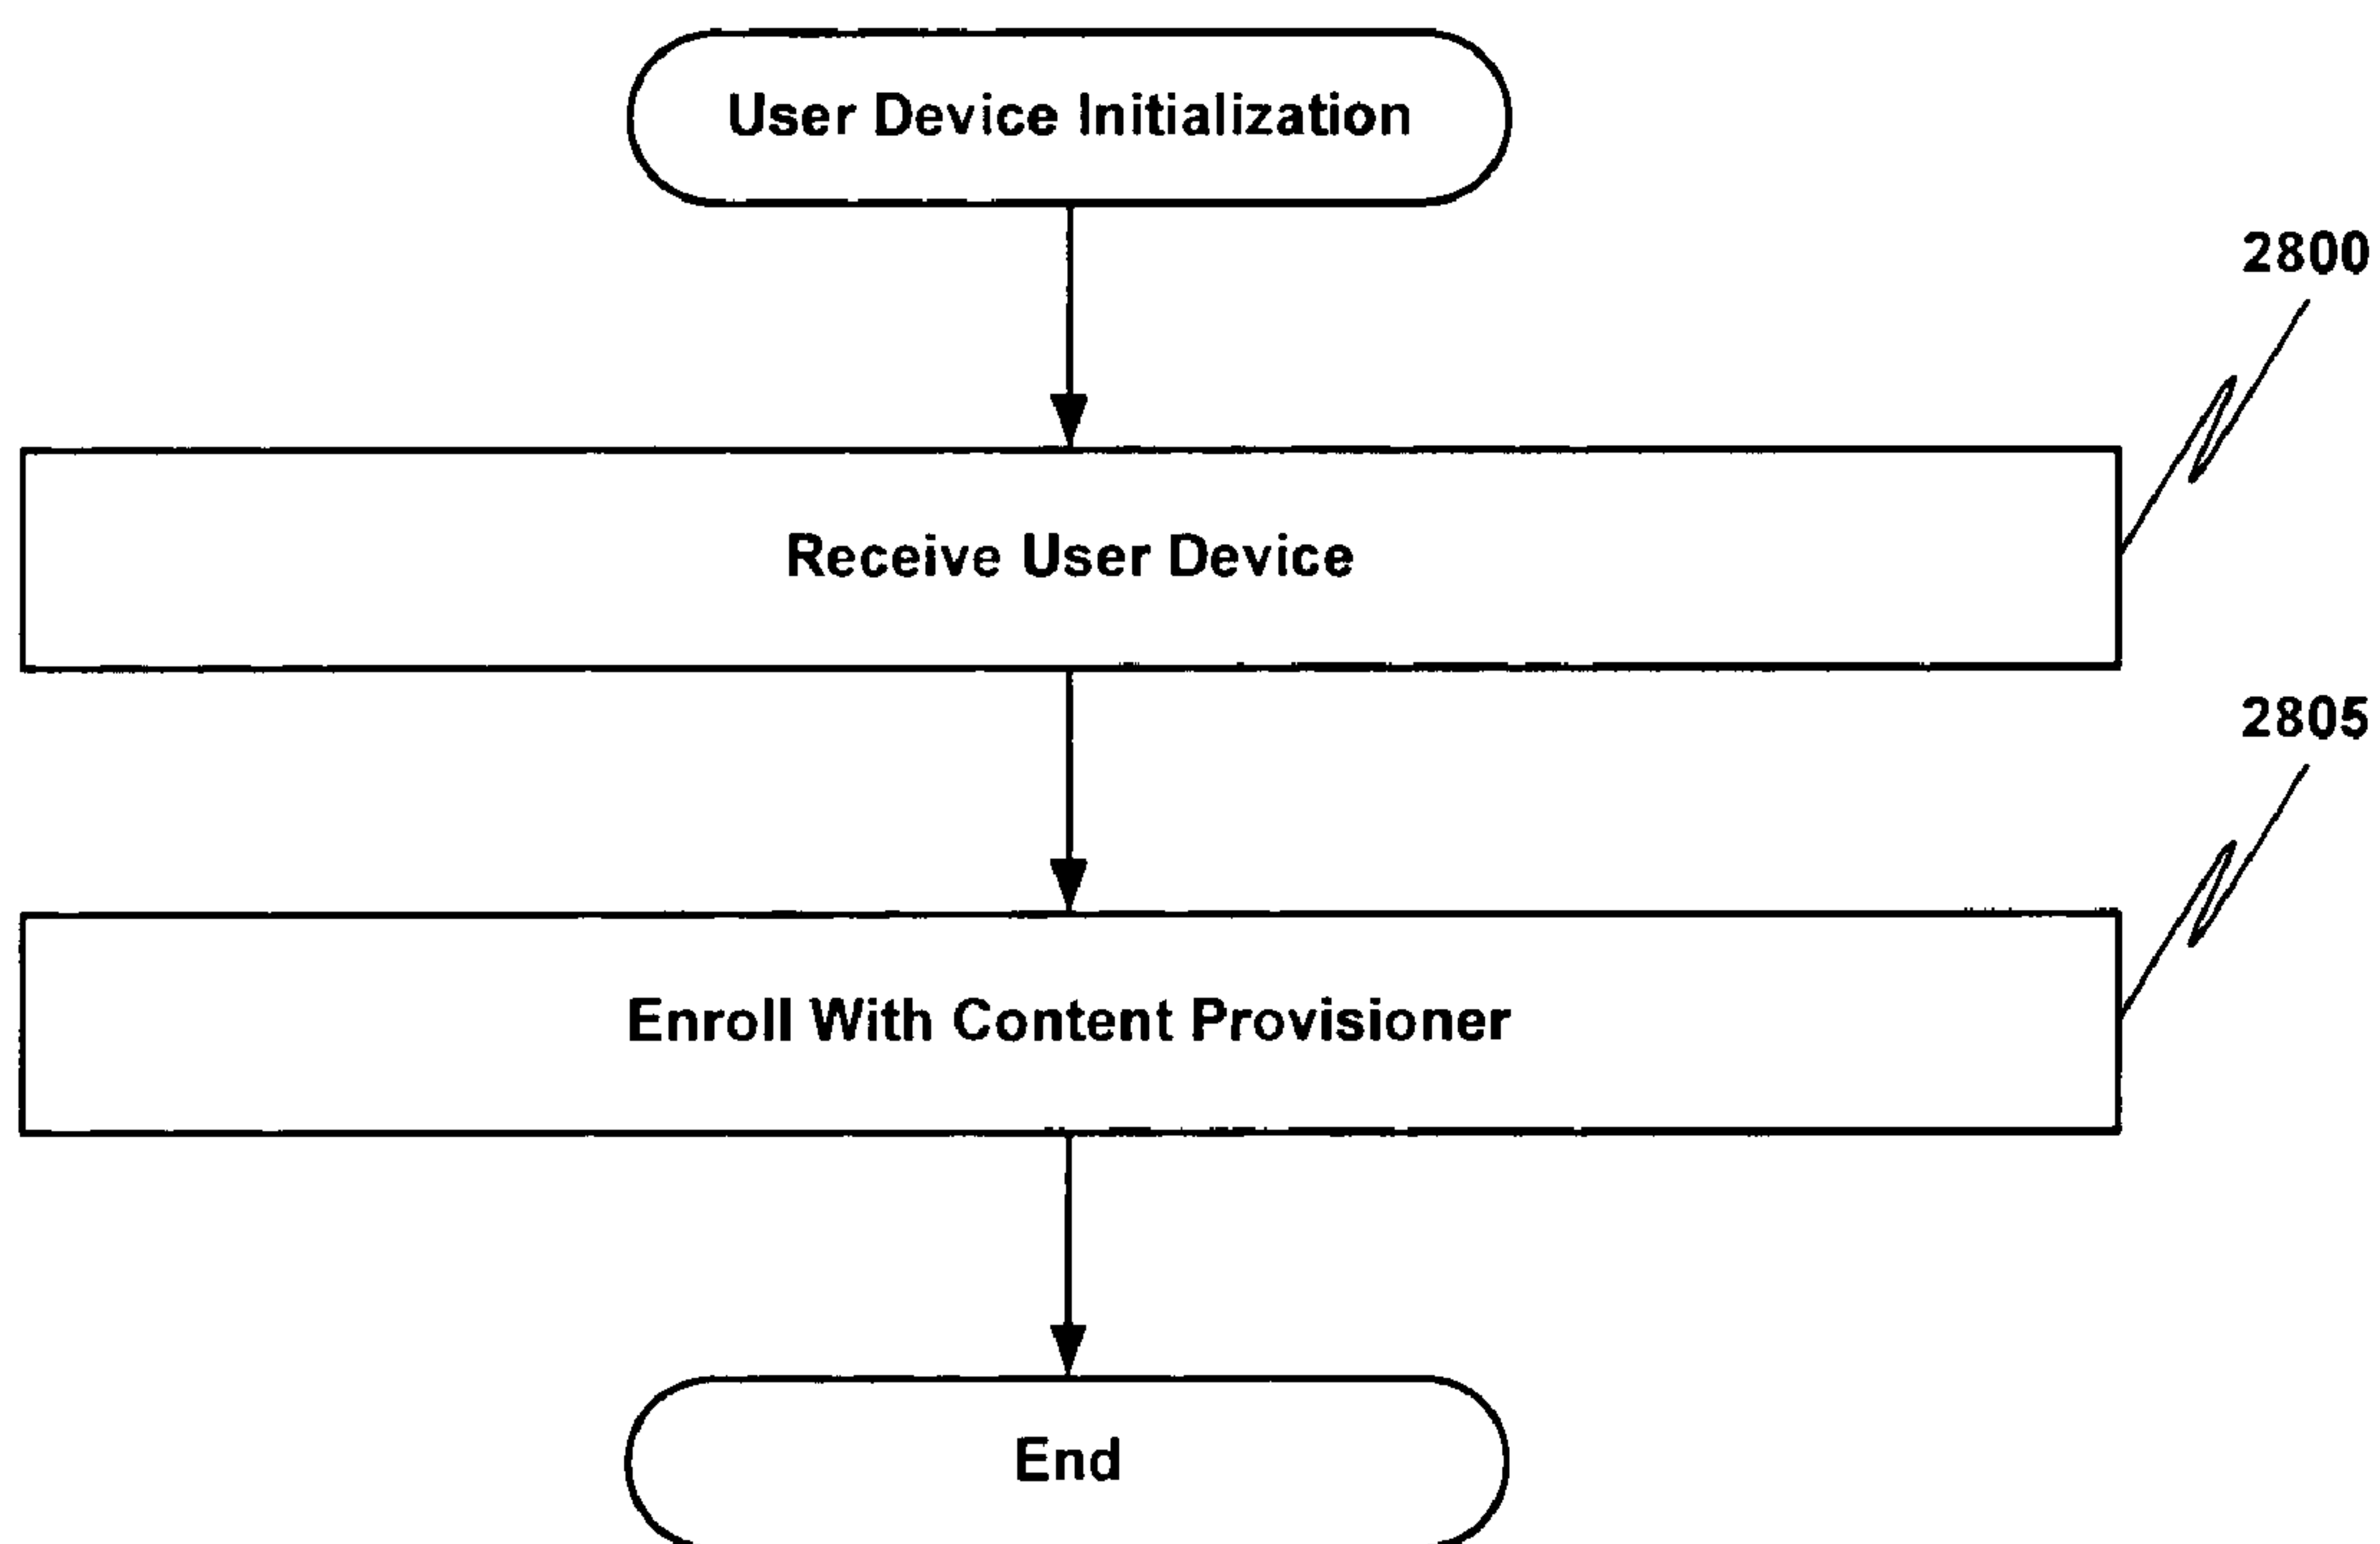 User Device Initialization
2800
Receive User Device
2805
Enroll With Content Provisioner
End